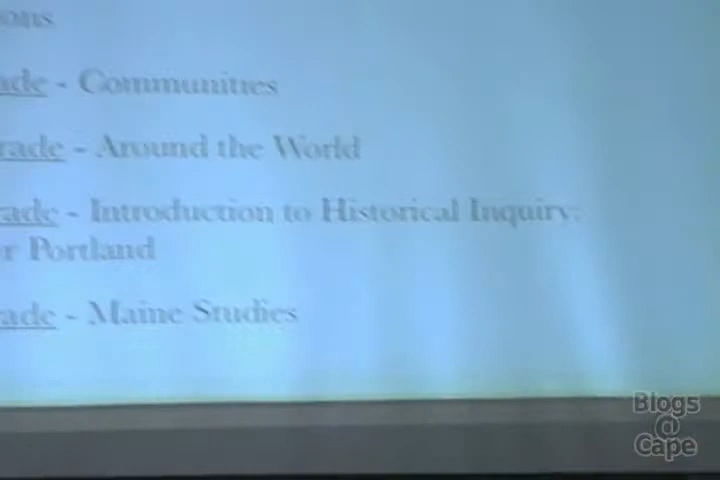 ons
ade - Communities
rade - Around the World
rade - Introduction to Historical Inquiry:
r Portland
ade - Maine Studies
Blogs
@
Cape